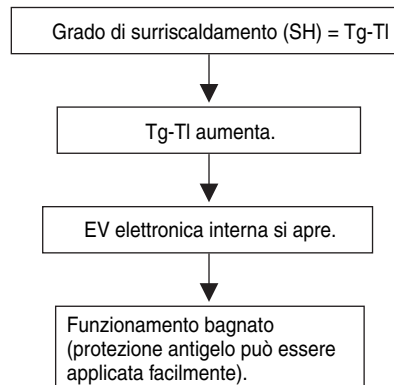 Grado di surriscaldamento (SH) = Tg-Tl
Tg-Tl aumenta.
EV elettronica interna si apre.
Funzionamento bagnato
(protezione antigelo può essere
applicata facilmente).